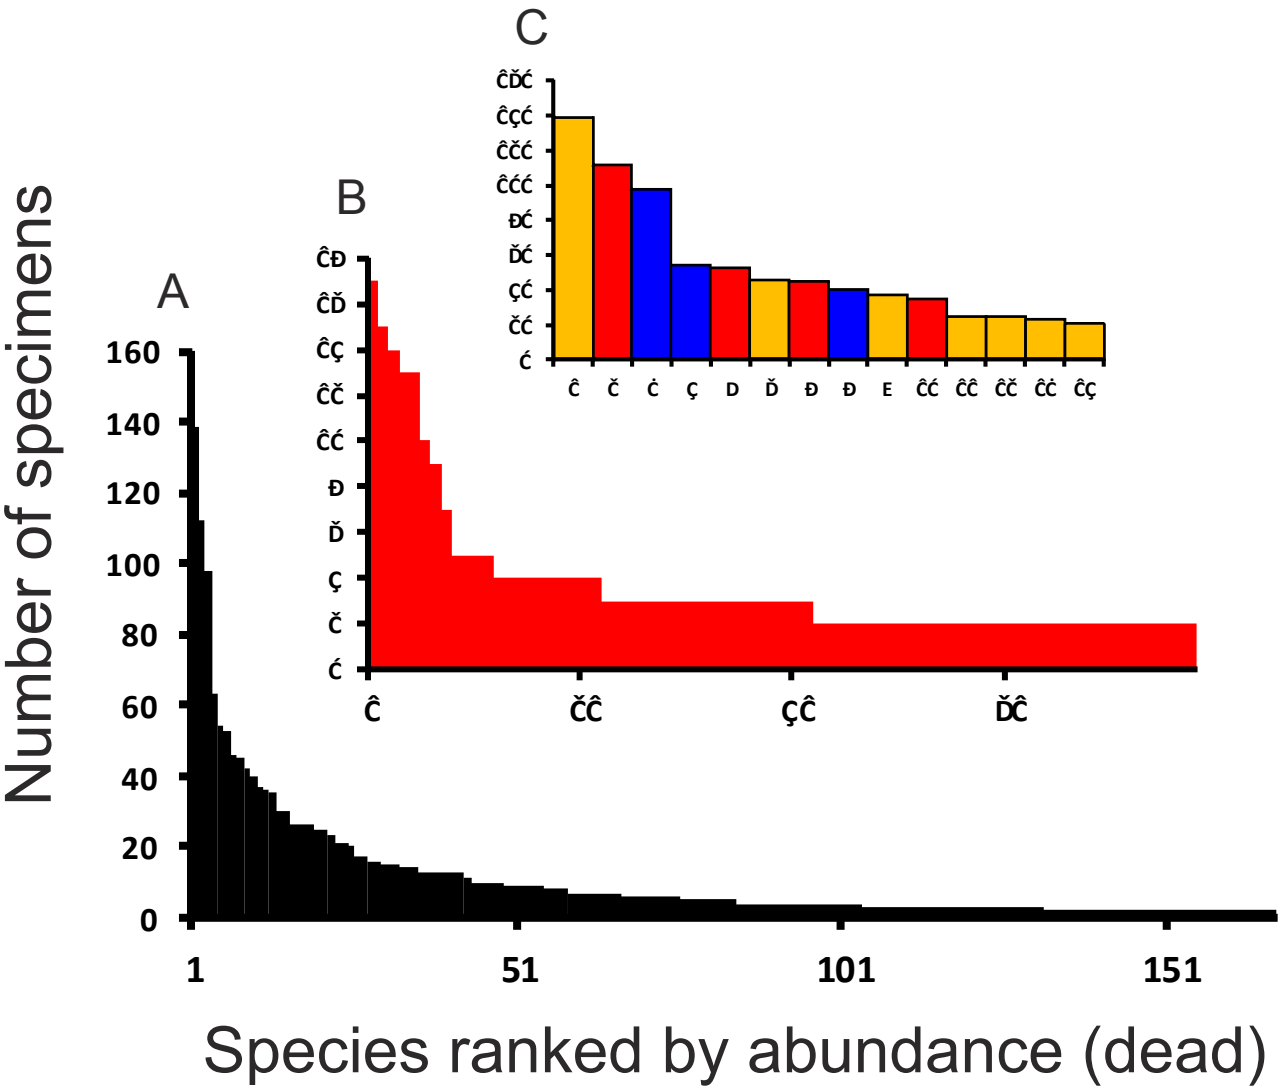 C
ĈĎĆ
ĈÇĆ
ĈČĆ
ĈĆĆ
ĐĆ
ĎĆ
ÇĆ
ČĆ
Ć
Ĉ Č Ċ Ç D Ď Đ Đ E ĈĆ ĈĈ ĈČ ĈĊ ĈÇ
B
ĈĐ
ĈĎ
ĈÇ
ĈČ
ĈĆ
Đ
Ď
Ç
Č
Ć
Ĉ ČĈ ÇĈ ĎĈ
A
160
140
120
100
80
60
40
20
0
1 51 101 151
Number of specimens
Species ranked by abundance (dead)